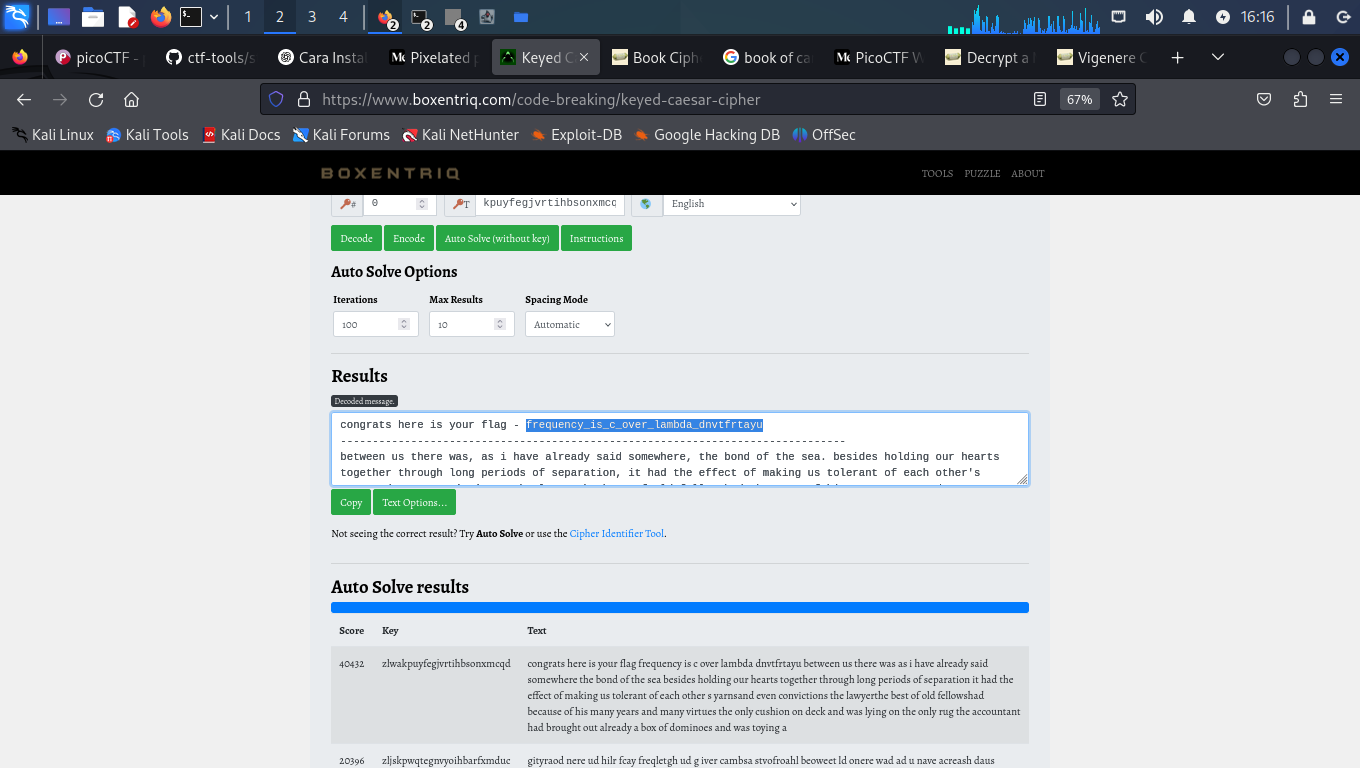 1 2 3 4 2 2 4 16:16
picoCTF - ctf-tools/s Cara Insta Pixelated p Keyed C Book Ciph book of ca PicoCTF W Decrypt a Vigenere C
https://www.boxentriq.com/code-breaking/keyed-caesar-cipher 67%
Kali Linux Kali Tools Kali Docs Kali Forums Kali NetHunter Exploit-DB Google Hacking DB OffSec
BOXENTRIQ TOOLS PUZZLE ABOUT
# 0 T kpuyfegjvrtihbsonxmcq English
Decode Encode Auto Solve (without key) Instructions
Auto Solve Options
Iterations Max Results Spacing Mode
100 10 Automatic
Results
Decoded message.
congrats here is your flag - frequency_is_c_over_lambda_dnvtfrtayu
-------------------------------------------------------------------------------
between us there was, as i have already said somewhere, the bond of the sea. besides holding our hearts
together through long periods of separation, it had the effect of making us tolerant of each other's
Copy Text Options...
Not seeing the correct result? Try Auto Solve or use the Cipher Identifier Tool.
Auto Solve results
Score Key Text
40432 zlwakpuyfegjvrtihbsonxmcqd congrats here is your flag frequency is c over lambda dnvtfrtayu between us there was as i have already said
somewhere the bond of the sea besides holding our hearts together through long periods of separation it had the
effect of making us tolerant of each other s yarnsand even convictions the lawyerthe best of old fellowshad
because of his many years and many virtues the only cushion on deck and was lying on the only rug the accountant
had brought out already a box of dominoes and was toying a
20396 zljskpwqtegnvyoihbarfxmduc gityraod nere ud hilr fcay freqletgh ud g iver cambsa stvofroahl beoweet ld onere wad ad u nave acreash daus